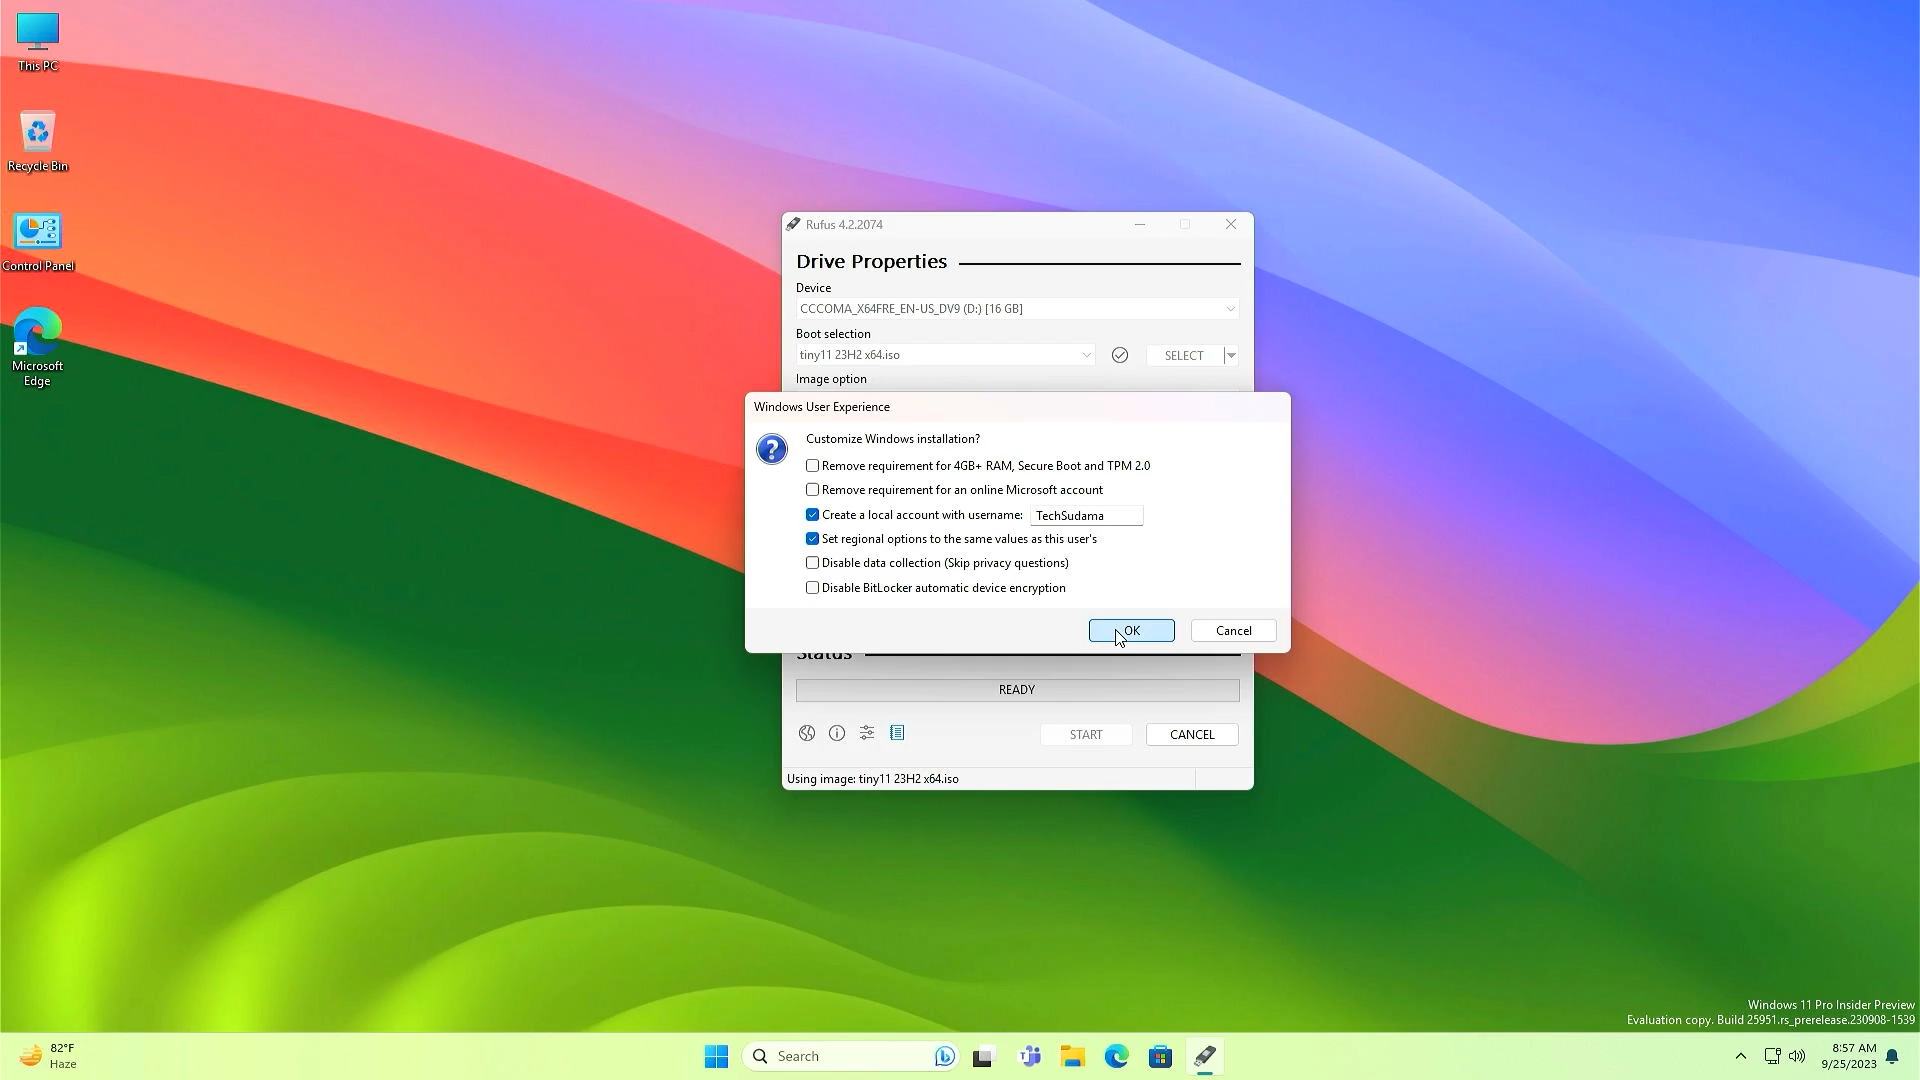 This PC
Recycle Bin
Control Panel
Microsoft
Edge
Rufus 4.2.2074
Drive Properties
Device
CCCOMA_X64FRE_EN-US_DV9 (D:) [16 GB]
Boot selection
tiny11 23H2 x64.iso
SELECT
Image option
Windows User Experience
Customize Windows installation?
Remove requirement for 4GB+ RAM, Secure Boot and TPM 2.0
Remove requirement for an online Microsoft account
Create a local account with username: TechSudama
Set regional options to the same values as this user's
Disable data collection (Skip privacy questions)
Disable BitLocker automatic device encryption
OK
Cancel
Status
READY
START
CANCEL
Using image: tiny11 23H2 x64.iso
Windows 11 Pro Insider Preview
Evaluation copy. Build 25951.rs_prerelease.230908-1539
82°F
Haze
Search
8:57 AM
9/25/2023